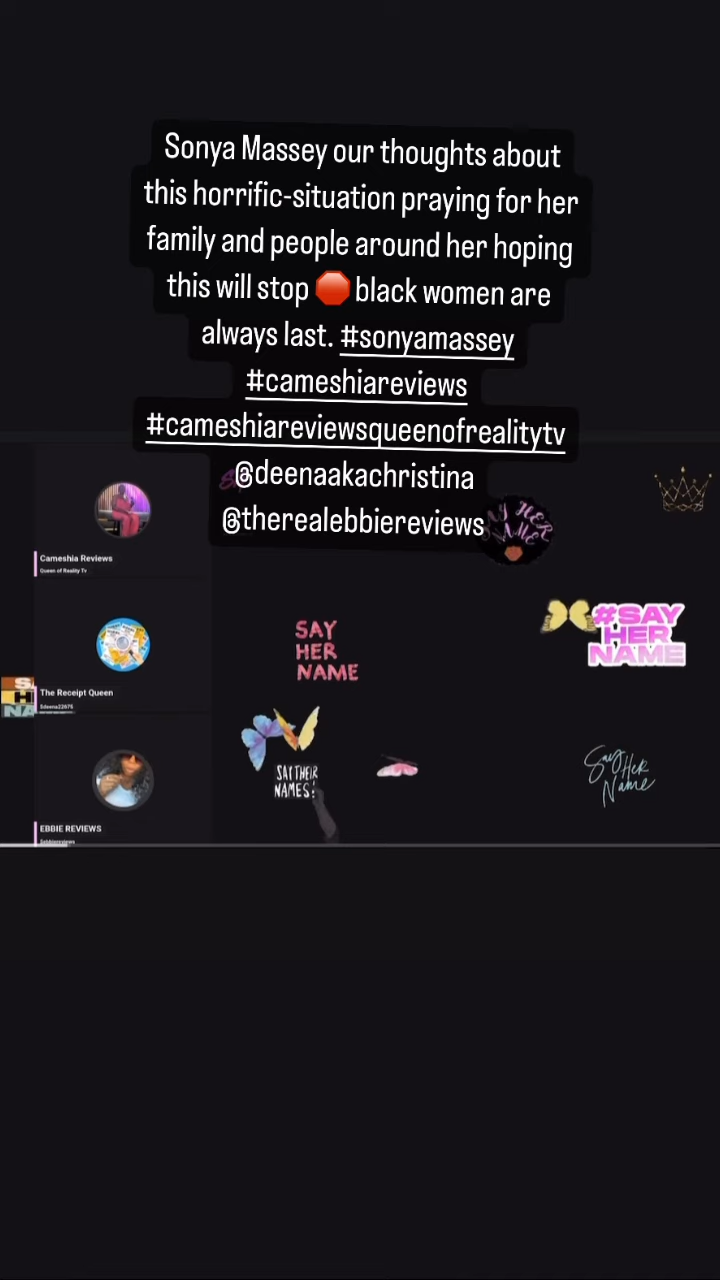 Sonya Massey our thoughts about
this horrific-situation praying for her
family and people around her hoping
this will stop 🛑 black women are
always last. #sonyamassey
#cameshiareviews
#cameshiareviewsqueenofrealitytv
@deenaakachristina
@therealebbiereviews
HER
NAME
Cameshia Reviews
Queen of Reality Tv
#SAY
HER
NAME
SAY
HER
NAME
The Receipt Queen
SAY THEIR
NAMES!
Say Her
Name
EBBIE REVIEWS